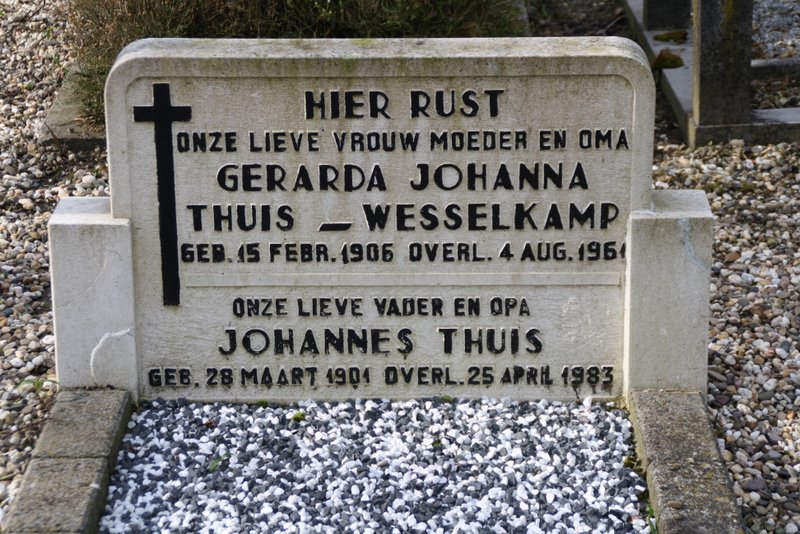 HIER RUST
ONZE LIEVE VROUW MOEDER EN OMA
GERARDA JOHANNA
THUIS - WESSELKAMP
GEB. 15 FEBR. 1906 OVERL. 4 AUG. 1961
ONZE LIEVE VADER EN OPA
JOHANNES THUIS
GEB. 28 MAART 1901 OVERL. 25 APRIL 1983